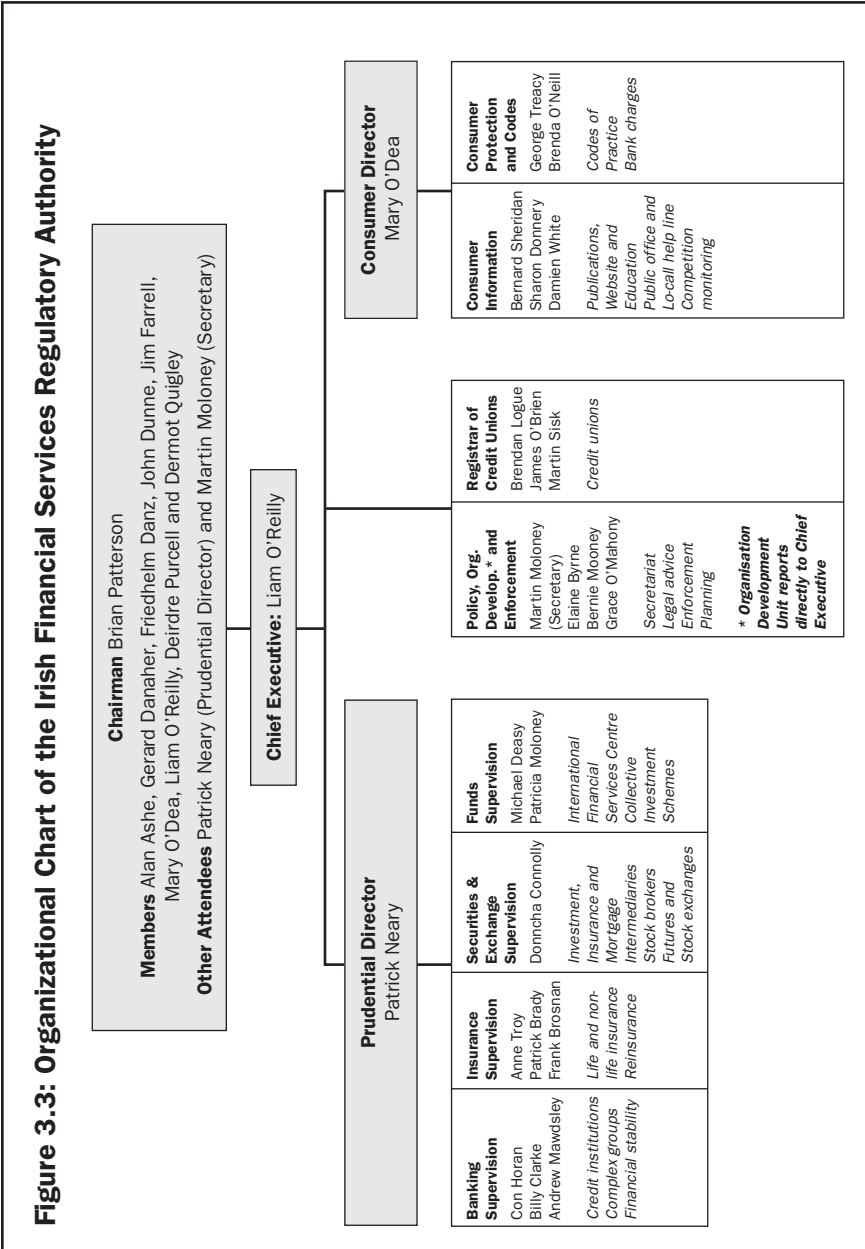 Figure 3.3: Organizational Chart of the Irish Financial Services Regulatory Authority
Chairman Brian Patterson
Members Alan Ashe, Gerard Danaher, Friedhelm Danz, John Dunne, Jim Farrell,
Mary O'Dea, Liam O'Reilly, Deirdre Purcell and Dermot Quigley
Other Attendees Patrick Neary (Prudential Director) and Martin Moloney (Secretary)
Chief Executive: Liam O'Reilly
Prudential Director
Patrick Neary
Banking
Supervision
Con Horan
Billy Clarke
Andrew Mawdsley
Credit institutions
Complex groups
Financial stability
Insurance
Supervision
Anne Troy
Patrick Brady
Frank Brosnan
Life and non-
life insurance
Reinsurance
Securities &
Exchange
Supervision
Donncha Connolly
Investment,
Insurance and
Mortgage
Intermediaries
Stock brokers
Futures and
Stock exchanges
Funds
Supervision
Michael Deasy
Patricia Moloney
International
Financial
Services Centre
Collective
Investment
Schemes
Policy, Org.
Develop.* and
Enforcement
Martin Moloney
(Secretary)
Elaine Byrne
Bernie Mooney
Grace O'Mahony
Secretariat
Legal advice
Enforcement
Planning
* Organisation
Development
Unit reports
directly to Chief
Executive
Registrar of
Credit Unions
Brendan Logue
James O'Brien
Martin Sisk
Credit unions
Consumer Director
Mary O'Dea
Consumer
Information
Bernard Sheridan
Sharon Donnery
Damien White
Publications,
Website and
Education
Public office and
Lo-call help line
Competition
monitoring
Consumer
Protection
and Codes
George Treacy
Brenda O'Neill
Codes of
Practice
Bank charges